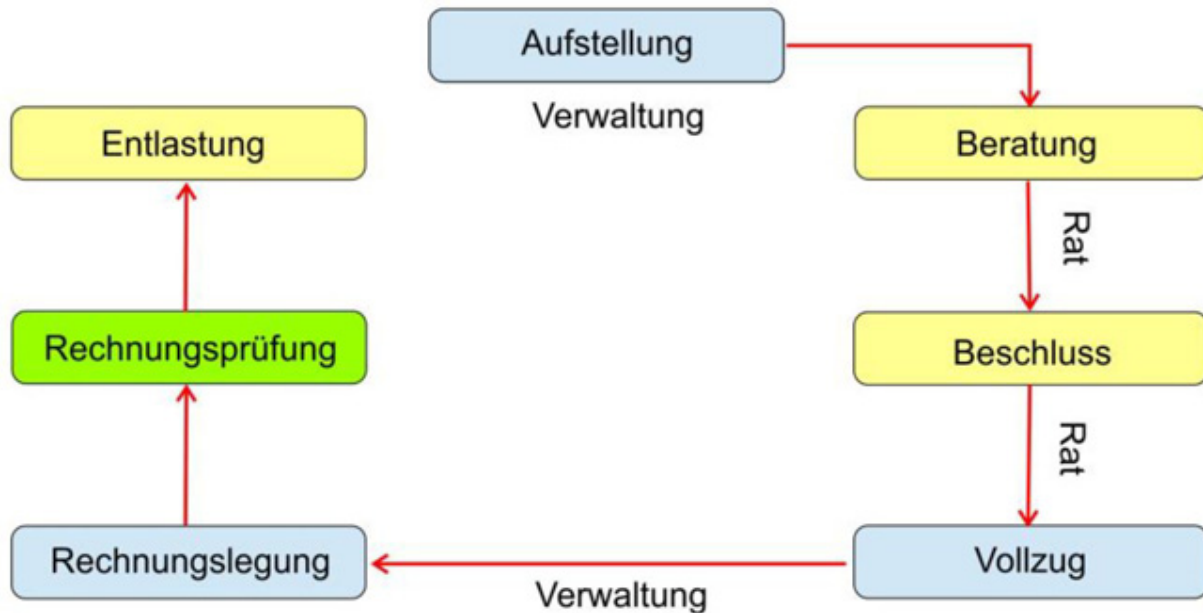 Aufstellung
Verwaltung
Entlastung
Beratung
Rat
Rechnungsprüfung
Beschluss
Rat
Rechnungslegung
Vollzug
Verwaltung